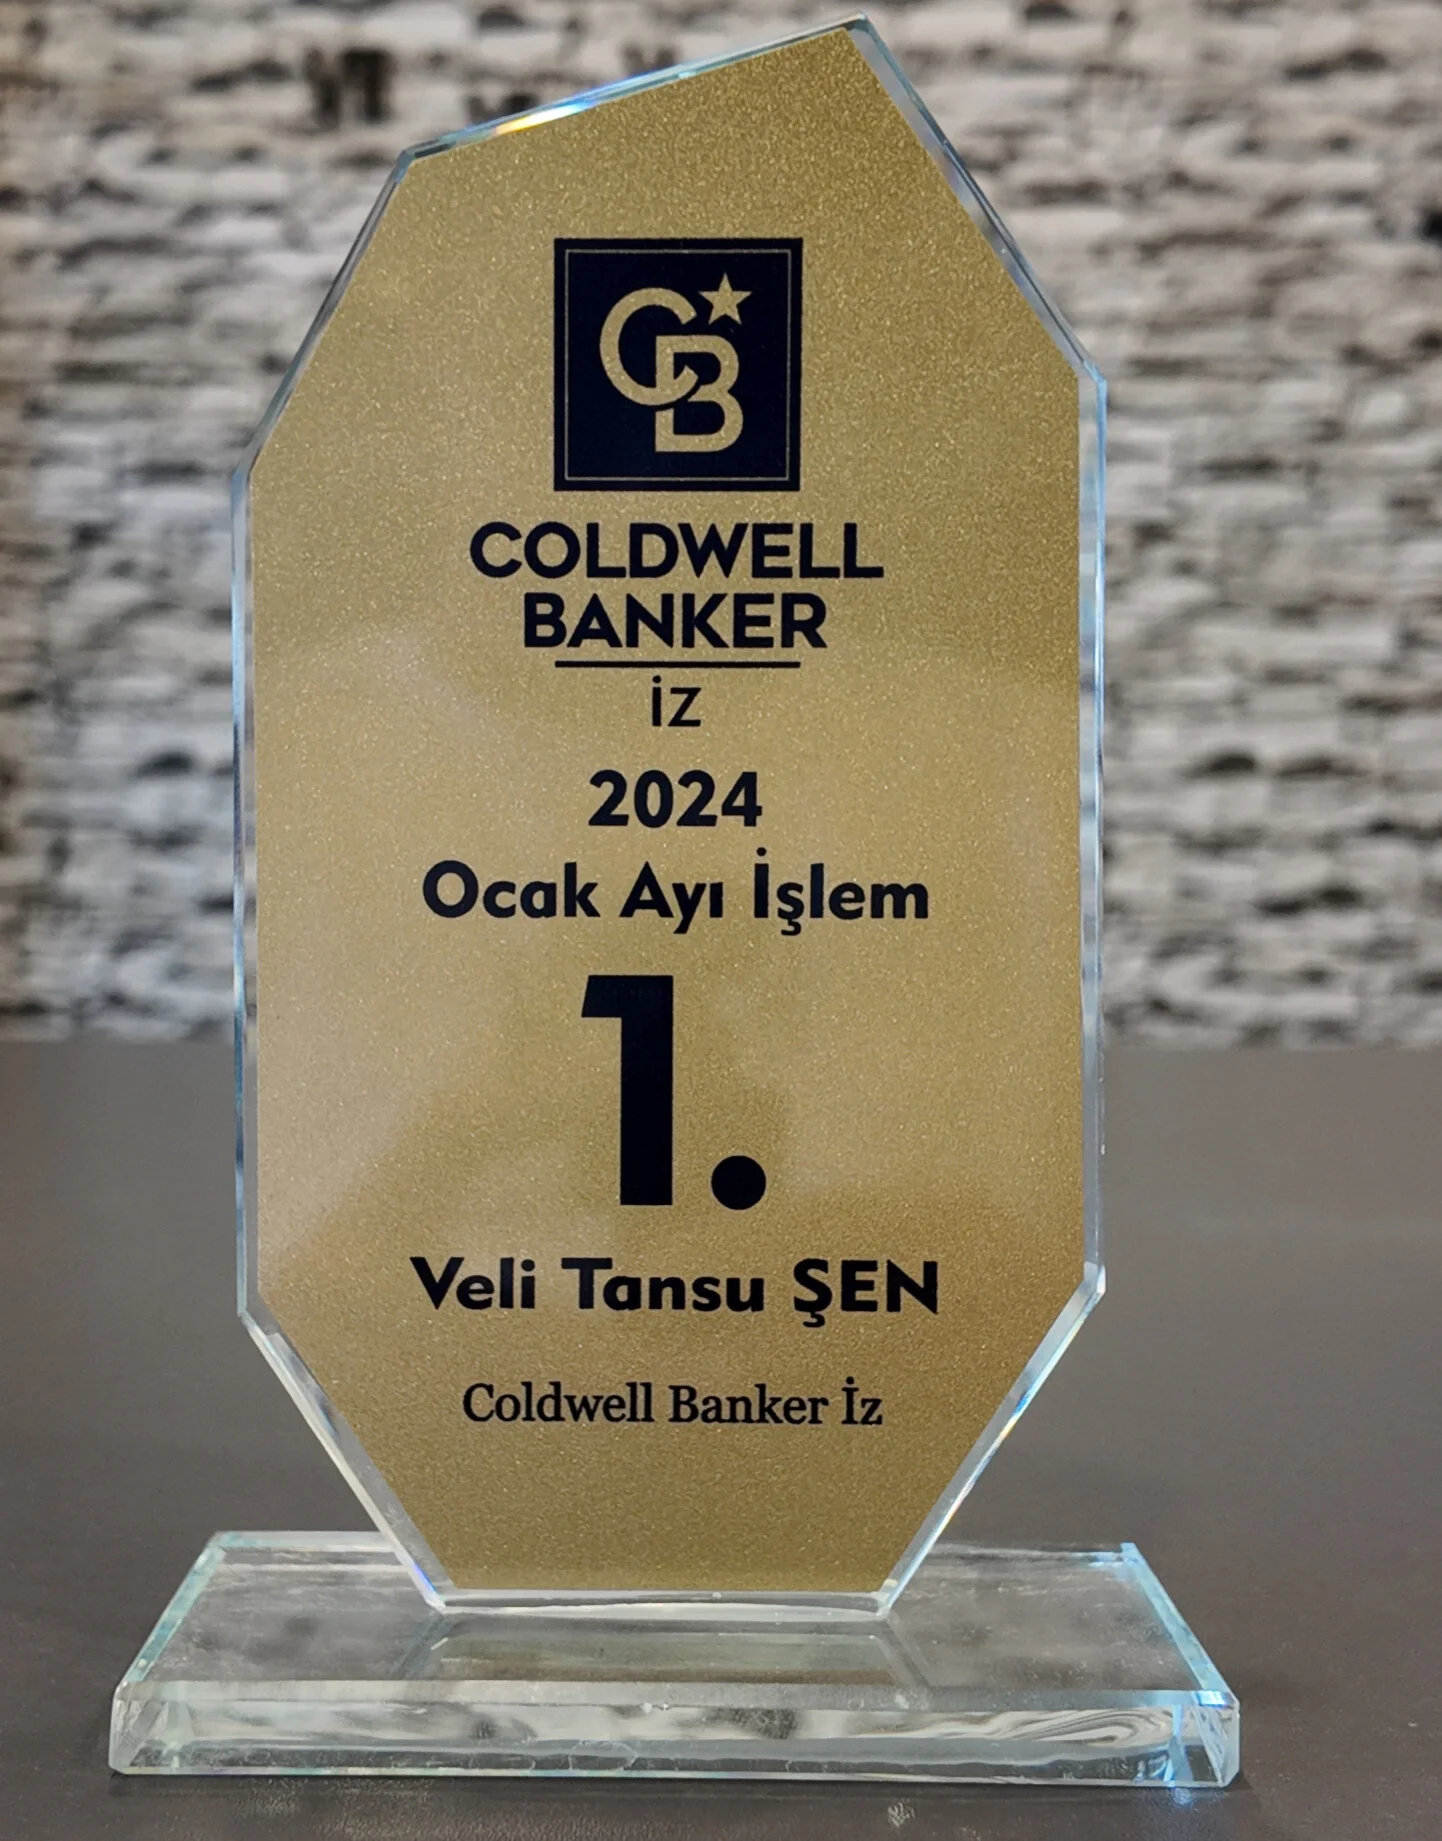 CB
COLDWELL
BANKER
İZ
2024
Ocak Ayı İşlem
1.
Veli Tansu ŞEN
Coldwell Banker İz